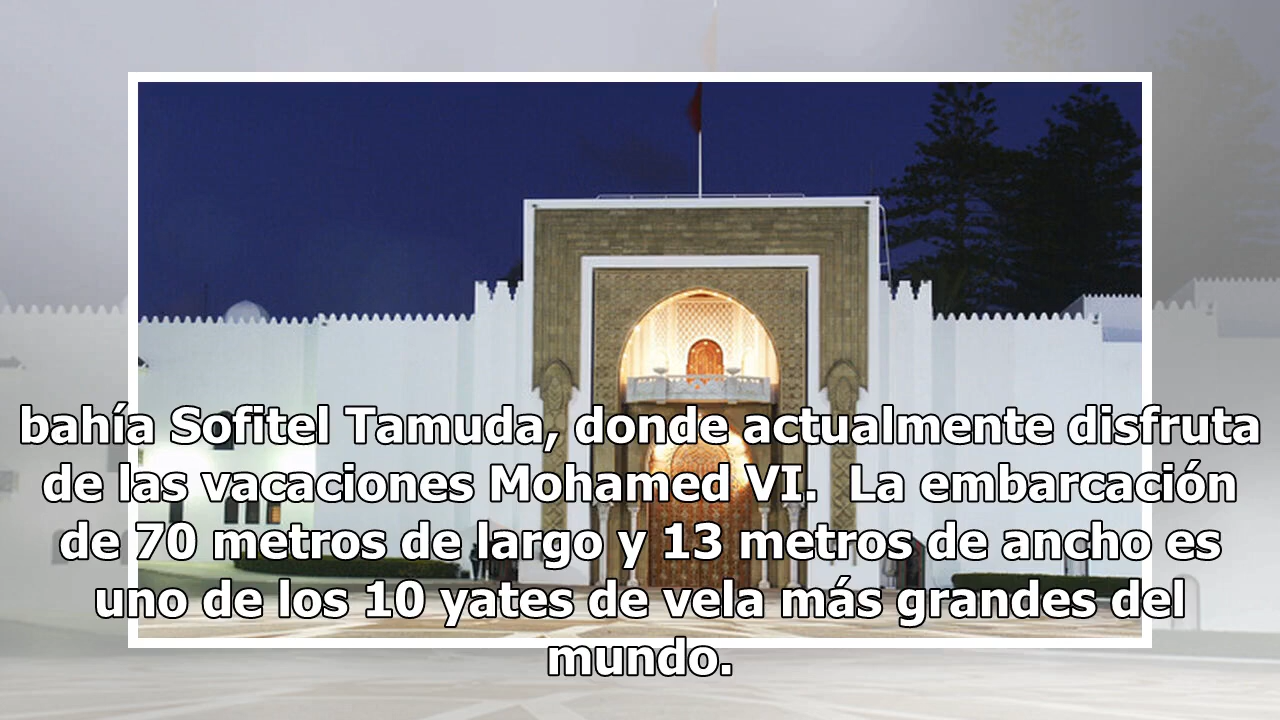 bahía Sofitel Tamuda, donde actualmente disfruta
de las vacaciones Mohamed VI.  La embarcación
de 70 metros de largo y 13 metros de ancho es
uno de los 10 yates de vela más grandes del
mundo.